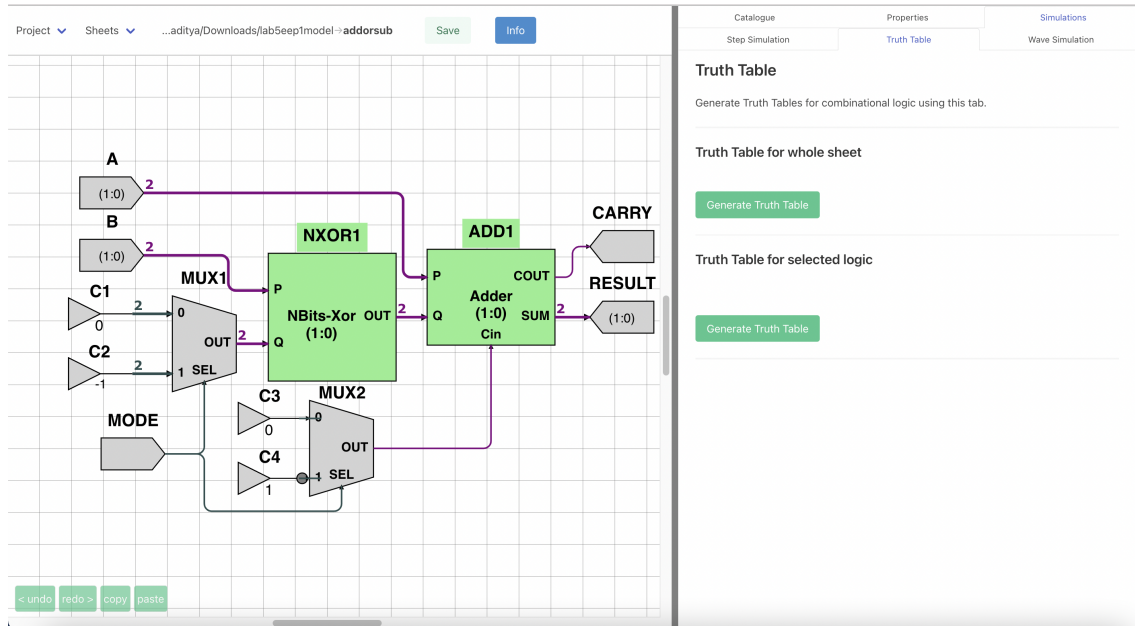 Project
Sheets
...aditya/Downloads/lab5eep1model→addorsub
Save
Info
Catalogue
Properties
Simulations
Step Simulation
Truth Table
Wave Simulation
Truth Table
Generate Truth Tables for combinational logic using this tab.
Truth Table for whole sheet
Generate Truth Table
Truth Table for selected logic
Generate Truth Table
A
(1:0)
2
B
(1:0)
2
C1
0
2
C2
-1
2
MUX1
0
OUT
1 SEL
2
MODE
NXOR1
P
NBits-Xor OUT
(1:0)
Q
2
C3
0
C4
1
MUX2
0
OUT
1 SEL
ADD1
P
COUT
Adder
(1:0)
Q
SUM
Cin
2
CARRY
RESULT
(1:0)
< undo
redo >
copy
paste